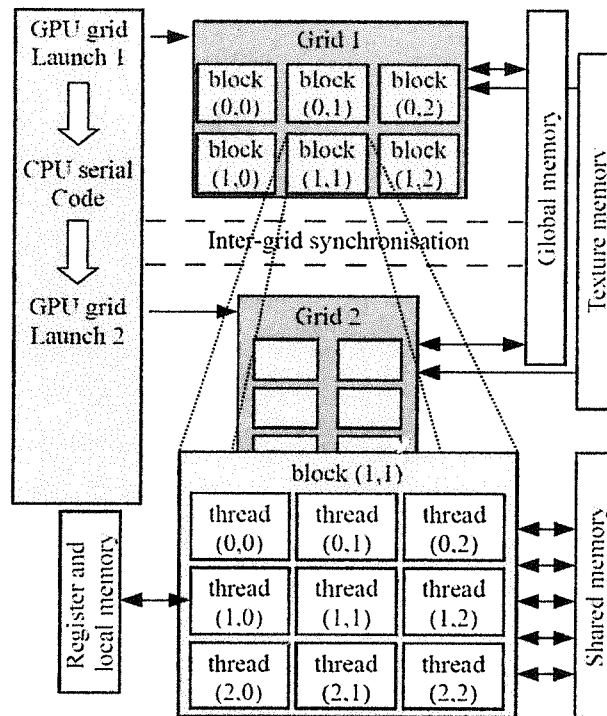 GPU grid
Launch 1
CPU serial
Code
GPU grid
Launch 2
Grid 1
block
(0,0)
block
(0,1)
block
(0,2)
block
(1,0)
block
(1,1)
block
(1,2)
Inter-grid synchronisation
Grid 2
Global memory
Texture memory
block (1,1)
thread
(0,0)
thread
(0,1)
thread
(0,2)
thread
(1,0)
thread
(1,1)
thread
(1,2)
thread
(2,0)
thread
(2,1)
thread
(2,2)
Register and
local memory
Shared memory